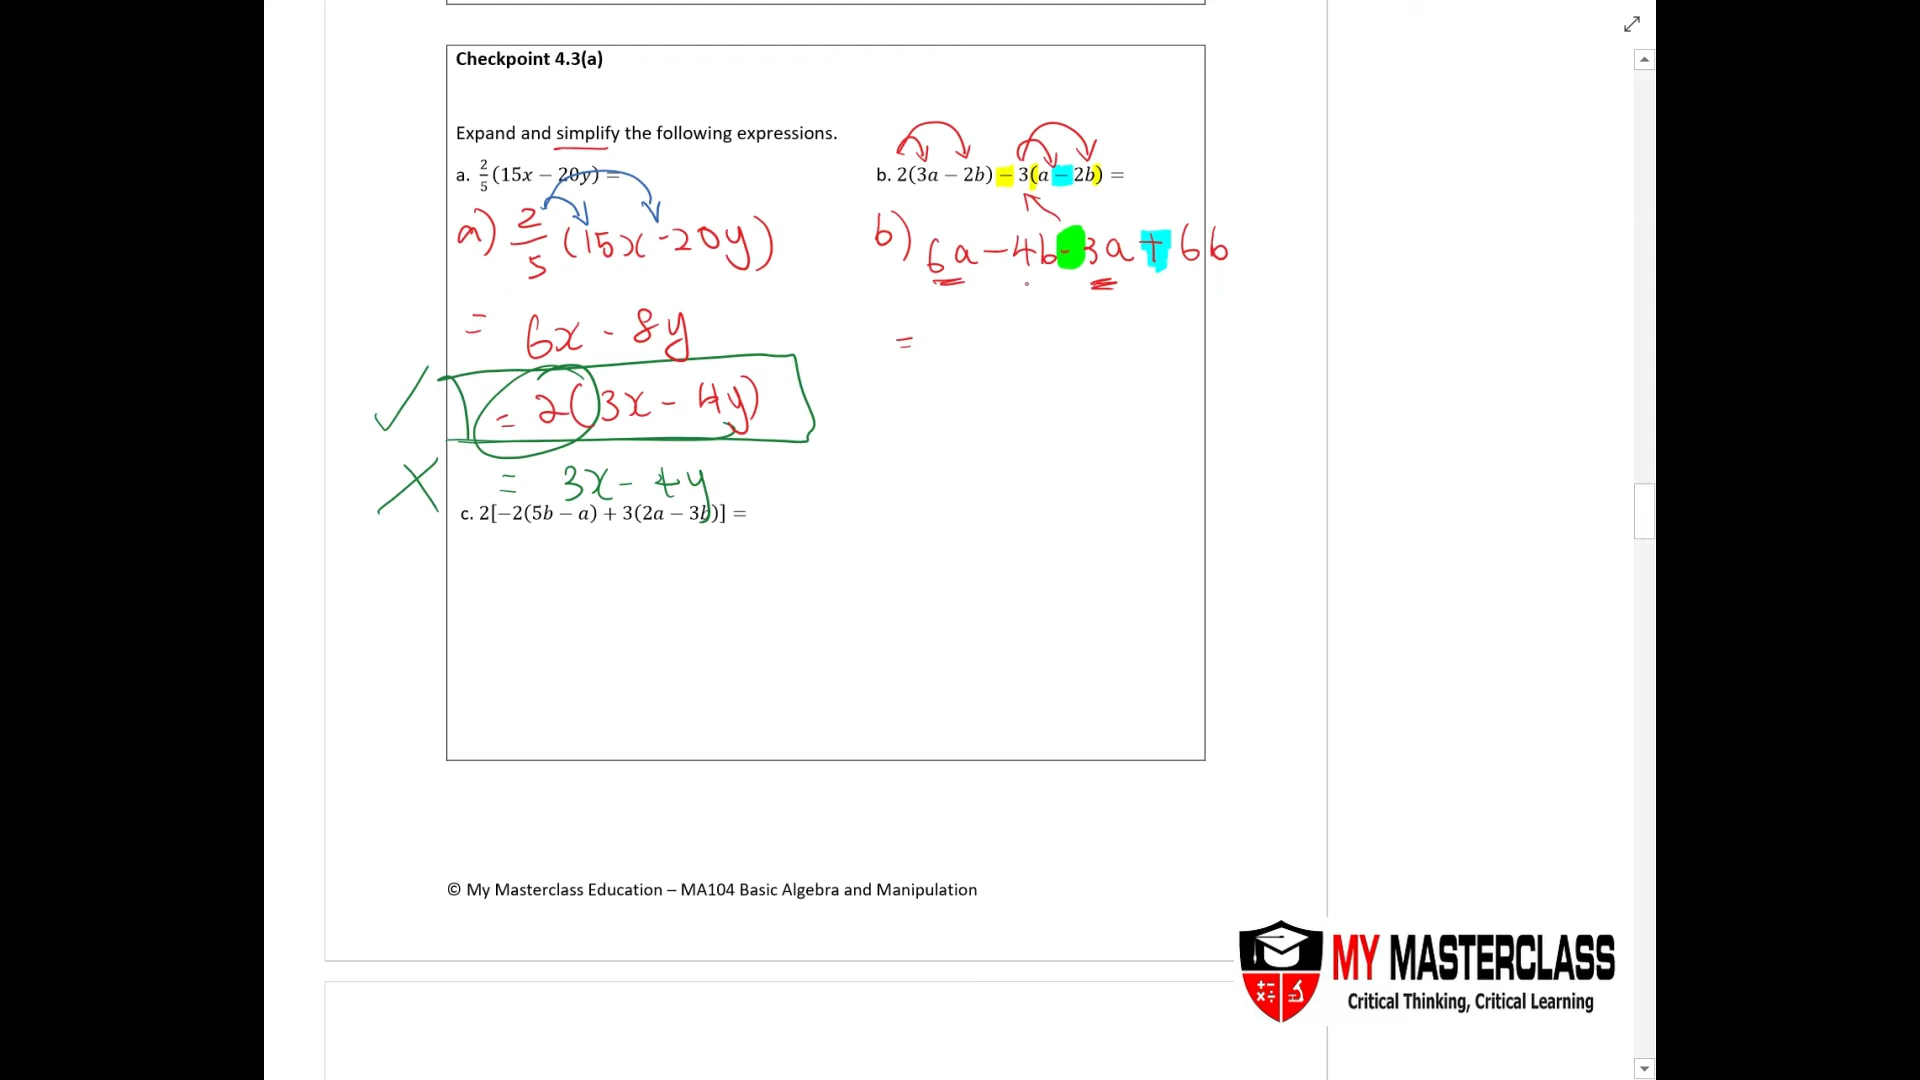 Checkpoint 4.3(a)
Expand and simplify the following expressions.
a. 2/5 (15x − 20y) =
b. 2(3a − 2b) − 3(a − 2b) =
a) 2/5 (15x - 20y)
= 6x - 8y
= 2(3x - 4y)
= 3x - 4y
b) 6a - 4b - 3a + 6b
=
c. 2[−2(5b − a) + 3(2a − 3b)] =
© My Masterclass Education – MA104 Basic Algebra and Manipulation
MY MASTERCLASS
Critical Thinking, Critical Learning